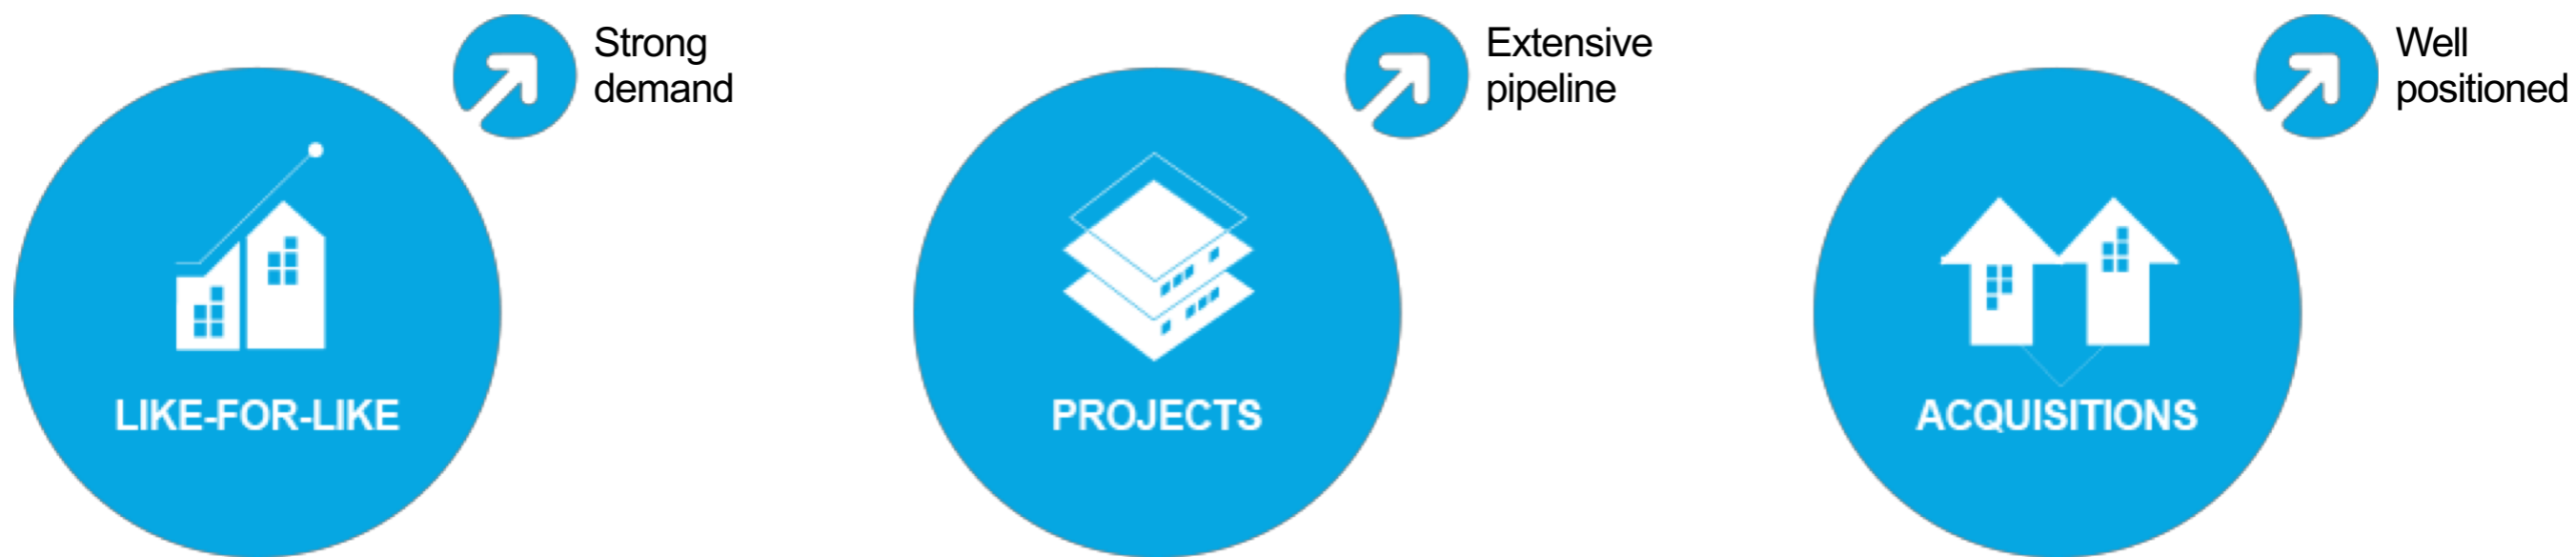 Strong
demand
LIKE-FOR-LIKE
Extensive
pipeline
PROJECTS
Well
positioned
ACQUISITIONS